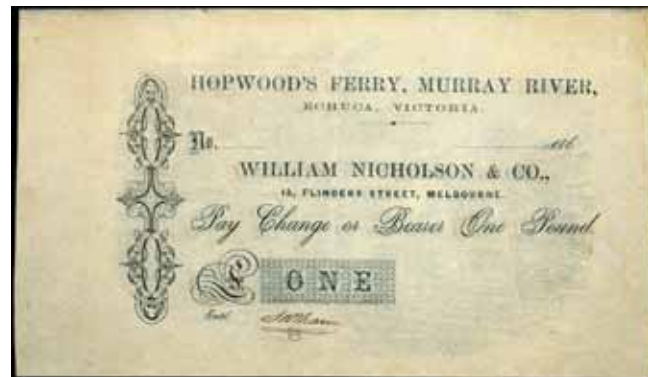 HOPWOOD'S FERRY, MURRAY RIVER,
ECHUCA, VICTORIA.
No. 186
WILLIAM NICHOLSON & CO.,
FLINDERS STREET, MELBOURNE.
Pay Change or Bearer One Pound.
£ ONE